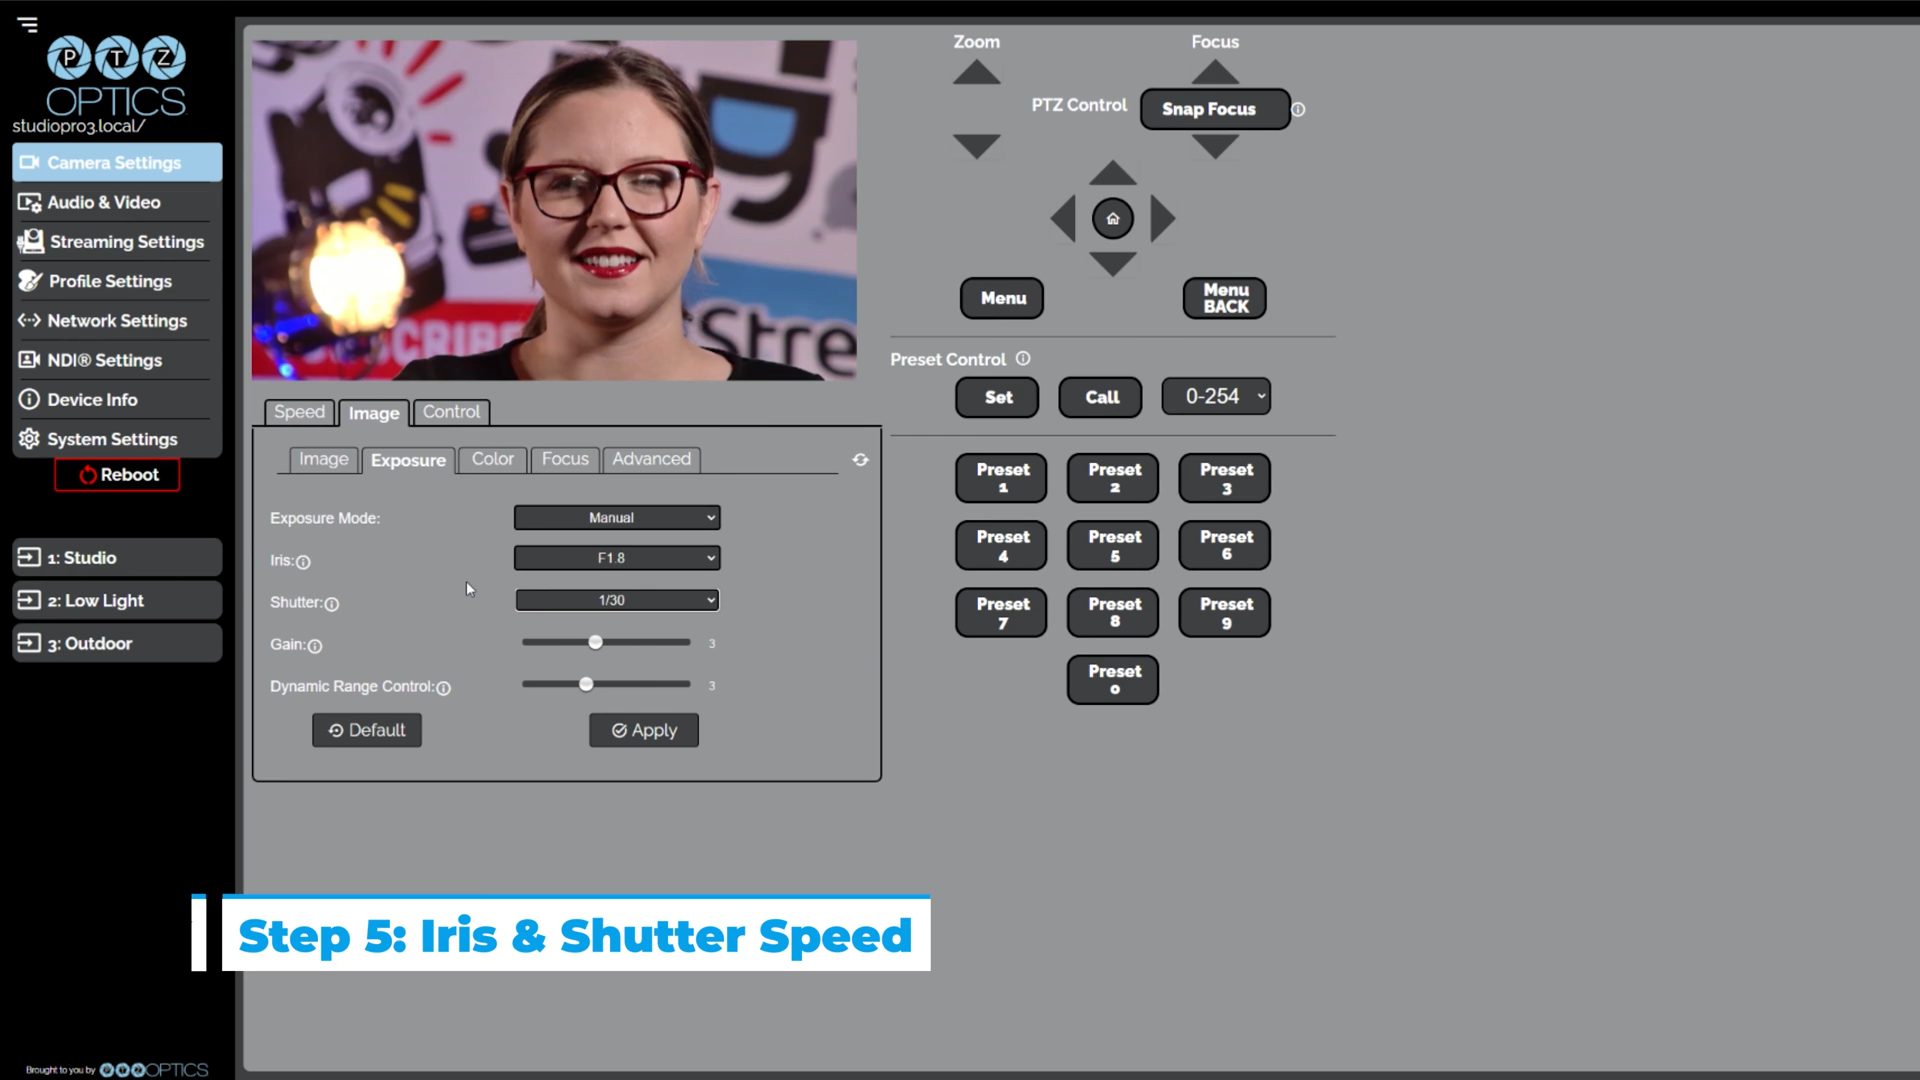 PTZ
OPTICS
studiopro3.local/
Camera Settings
Audio & Video
Streaming Settings
Profile Settings
Network Settings
NDI® Settings
Device Info
System Settings
Reboot
1: Studio
2: Low Light
3: Outdoor
Brought to you by PTZOPTICS
SUBSCRIBE
Stre
Speed
Image
Control
Image
Exposure
Color
Focus
Advanced
Exposure Mode:
Manual
Iris:
F1.8
Shutter:
1/30
Gain:
3
Dynamic Range Control:
3
Default
Apply
Zoom
Focus
PTZ Control
Snap Focus
Menu
Menu
BACK
Preset Control
Set
Call
0-254
Preset
1
Preset
2
Preset
3
Preset
4
Preset
5
Preset
6
Preset
7
Preset
8
Preset
9
Preset
0
Step 5: Iris & Shutter Speed